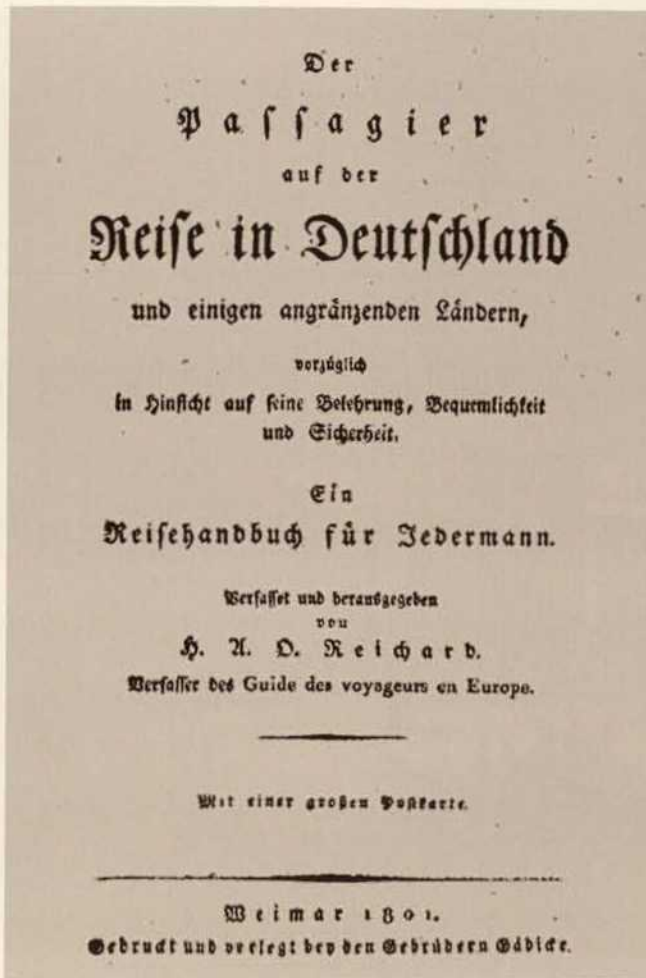 Der
Paſſagier
auf der
Reiſe in Deutſchland
und einigen angränzenden Ländern,
vorzüglich
in Hinſicht auf ſeine Belehrung, Bequemlichkeit
und Sicherheit.
Ein
Reiſehandbuch für Jedermann.
Verfaſſet und herausgegeben
von
H. A. O. Reichard.
Verfaſſer des Guide des voyageurs en Europe.
Mit einer großen Poſtkarte.
Weimar 1801.
Gedruckt und verlegt bey den Gebrüdern Gädicke.